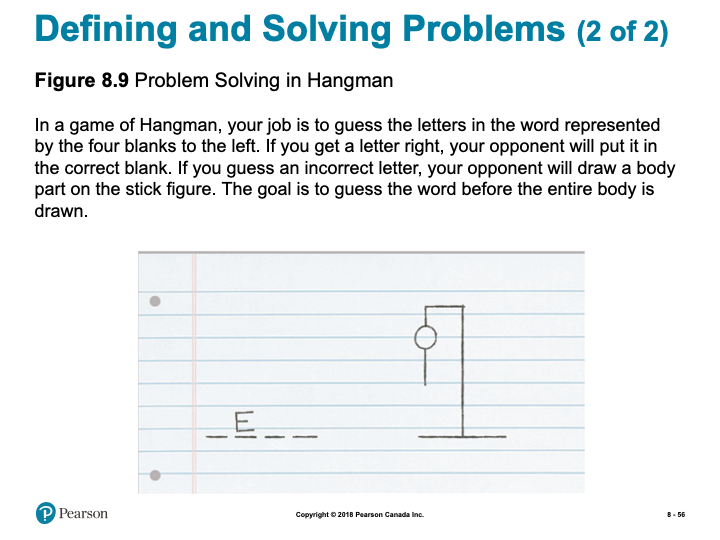 Defining and Solving Problems (2 of 2)
Figure 8.9 Problem Solving in Hangman
In a game of Hangman, your job is to guess the letters in the word represented
by the four blanks to the left. If you get a letter right, your opponent will put it in
the correct blank. If you guess an incorrect letter, your opponent will draw a body
part on the stick figure. The goal is to guess the word before the entire body is
drawn.
E
Pearson
Copyright © 2018 Pearson Canada Inc.
8 - 56